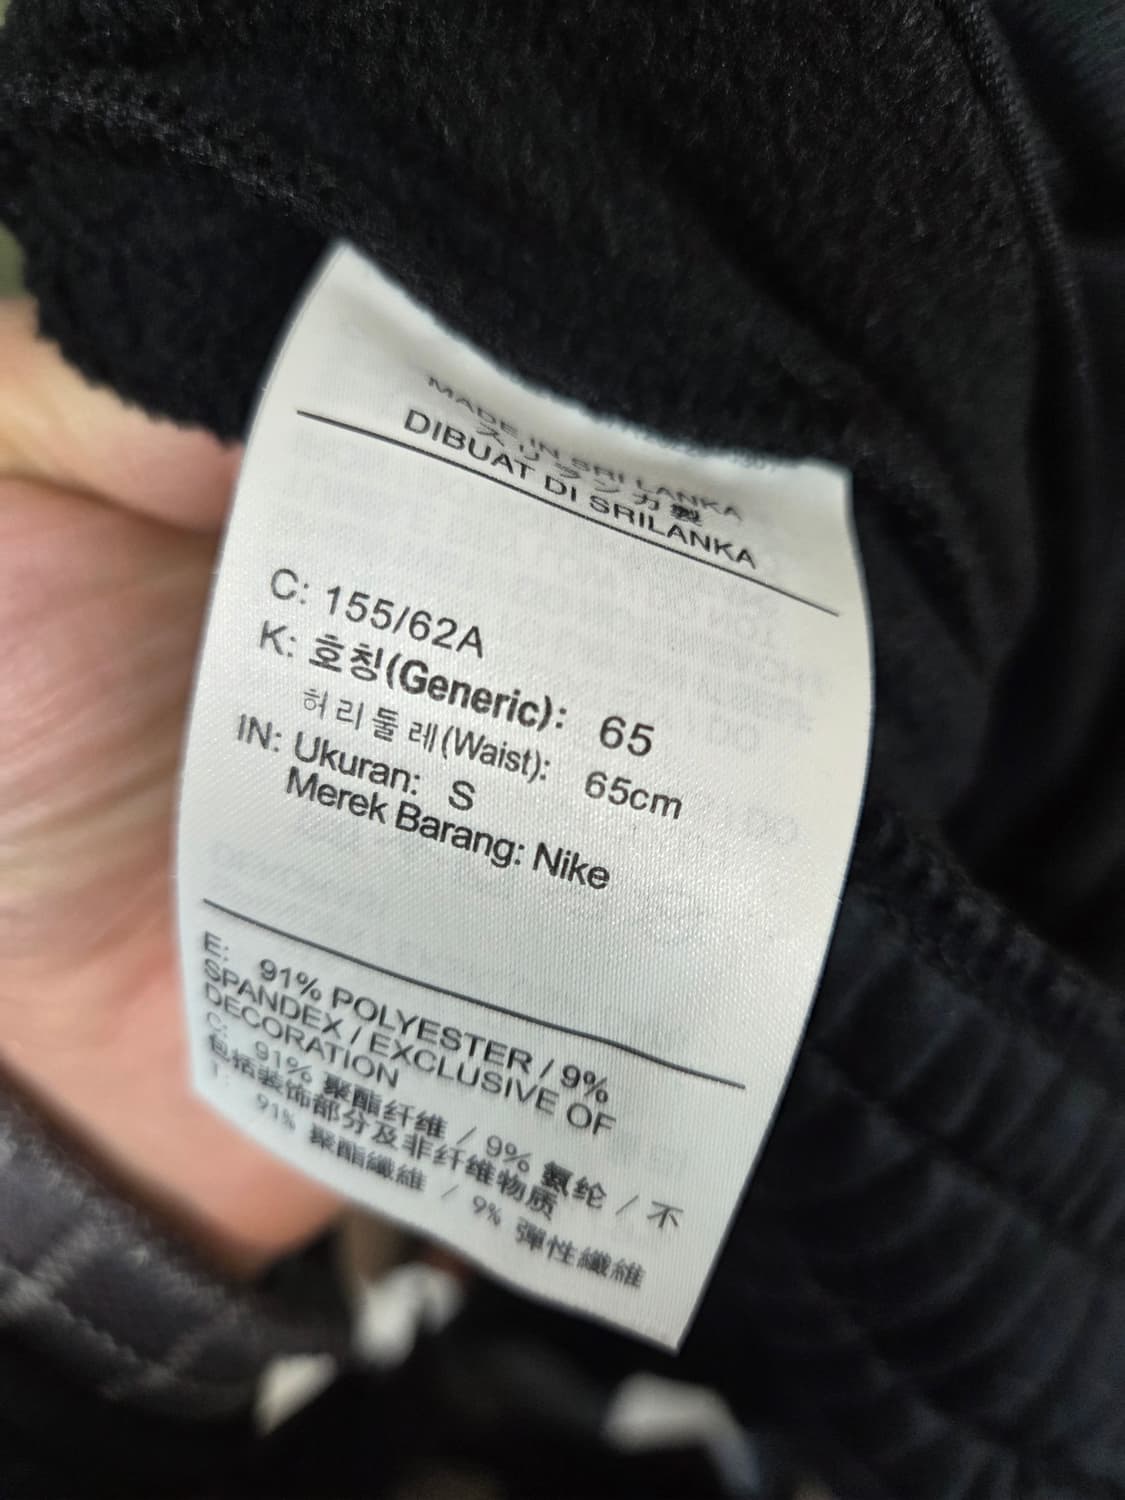 MADE IN SRI LANKA
スリランカ製
DIBUAT DI SRILANKA
C: 155/62A
K: 호칭(Generic): 65
허리둘레(Waist): 65cm
IN: Ukuran: S
Merek Barang: Nike
E: 91% POLYESTER / 9%
SPANDEX / EXCLUSIVE OF
DECORATION
C: 91% 聚酯纤维 / 9% 氨纶 / 不
包括装饰部分及非纤维物质
T: 91% 聚酯纖維 / 9% 彈性纖維